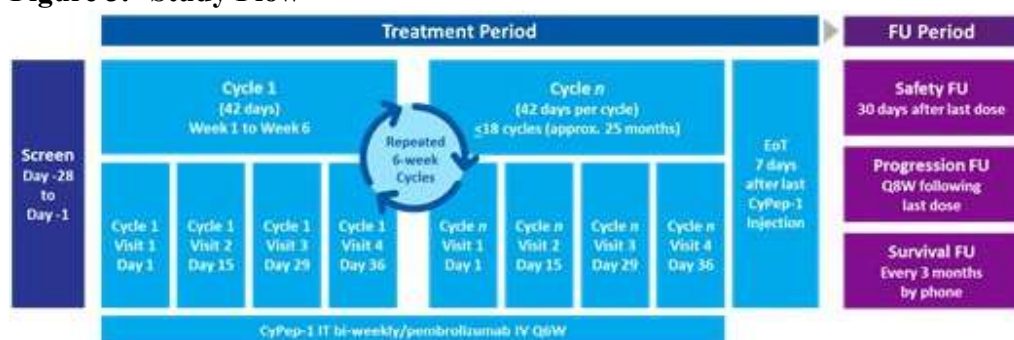 Figure 3. Study Flow
Treatment Period
FU Period
Screen
Day -28
to
Day -1
Cycle 1
(42 days)
Week 1 to Week 6
Repeated
6-week
Cycles
Cycle n
(42 days per cycle)
≤18 cycles (approx. 25 months)
Cycle 1
Visit 1
Day 1
Cycle 1
Visit 2
Day 15
Cycle 1
Visit 3
Day 29
Cycle 1
Visit 4
Day 36
Cycle n
Visit 1
Day 1
Cycle n
Visit 2
Day 15
Cycle n
Visit 3
Day 29
Cycle n
Visit 4
Day 36
EoT
7 days
after last
CyPep-1
Injection
Safety FU
30 days after last dose
Progression FU
Q8W following
last dose
Survival FU
Every 3 months
by phone
CyPep-1 IT bi-weekly/pembrolizumab IV Q6W